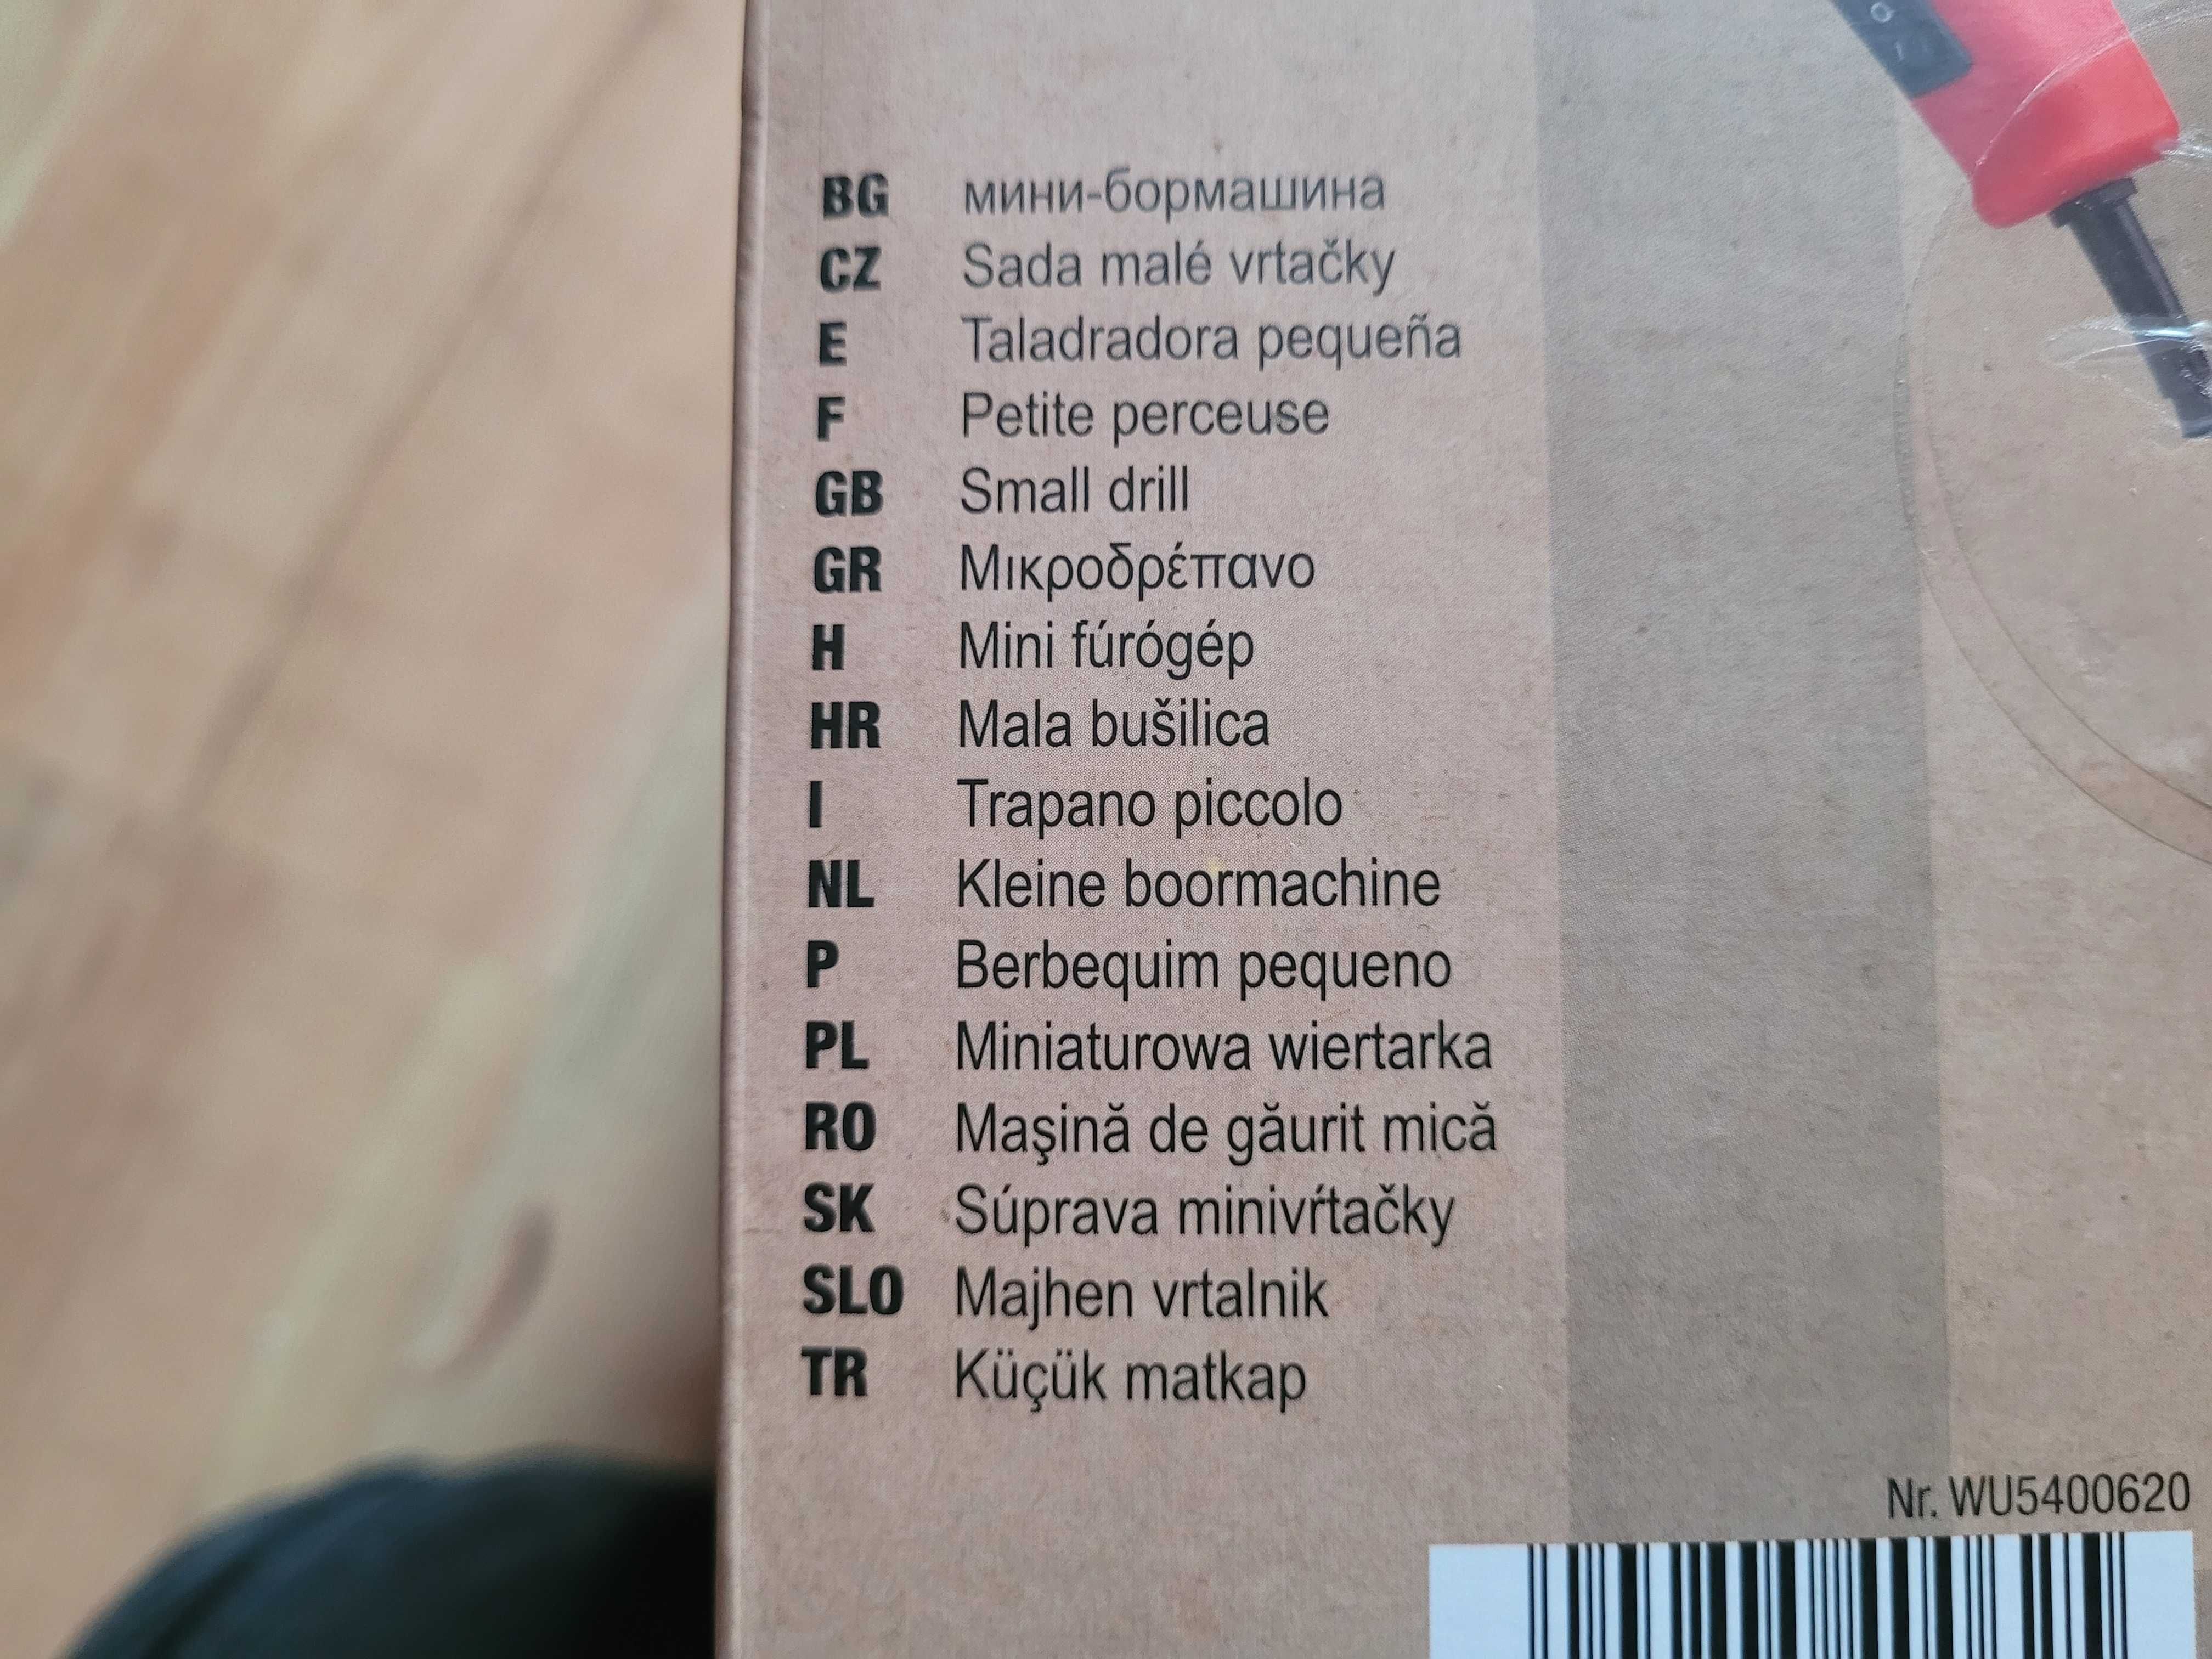 BG мини-бормашина
CZ Sada malé vrtačky
E Taladradora pequeña
F Petite perceuse
GB Small drill
GR Μικροδρέπανο
H Mini fúrógép
HR Mala bušilica
I Trapano piccolo
NL Kleine boormachine
P Berbequim pequeno
PL Miniaturowa wiertarka
RO Maşină de găurit mică
SK Súprava minivŕtačky
SLO Majhen vrtalnik
TR Küçük matkap
Nr. WU5400620